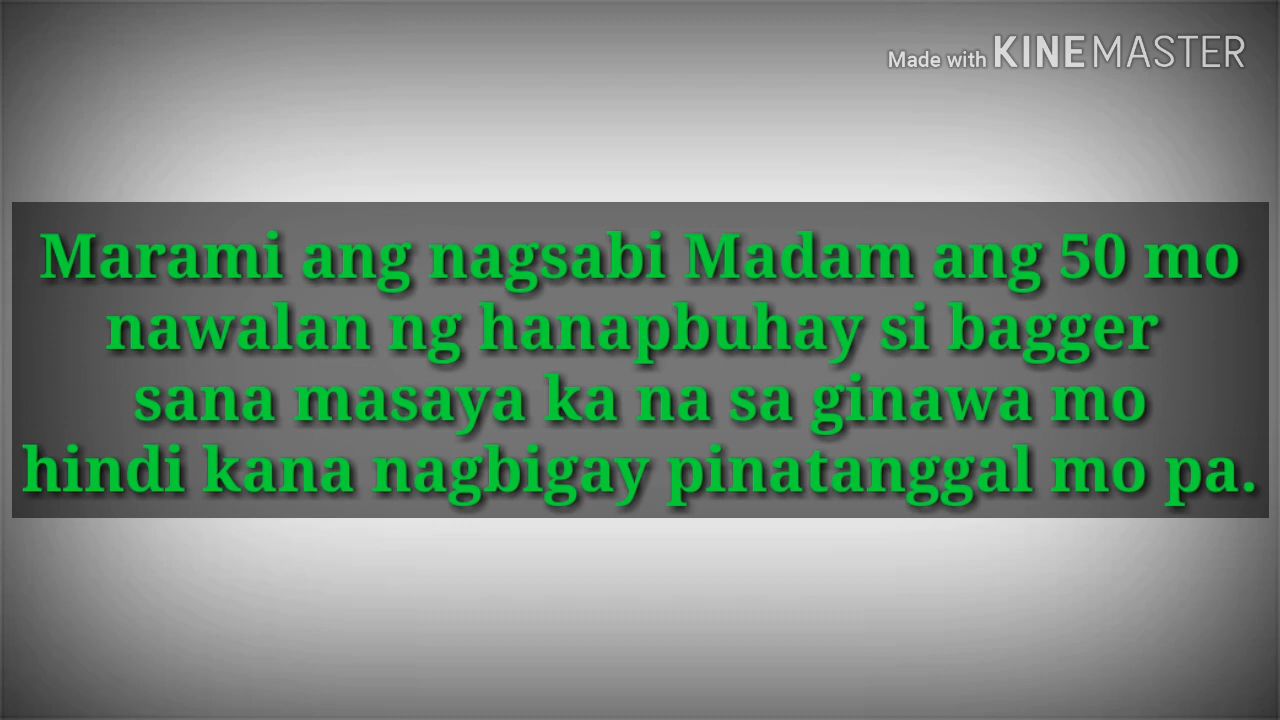 Made with KINEMASTER
Marami ang nagsabi Madam ang 50 mo
nawalan ng hanapbuhay si bagger
sana masaya ka na sa ginawa mo
hindi kana nagbigay pinatanggal mo pa.